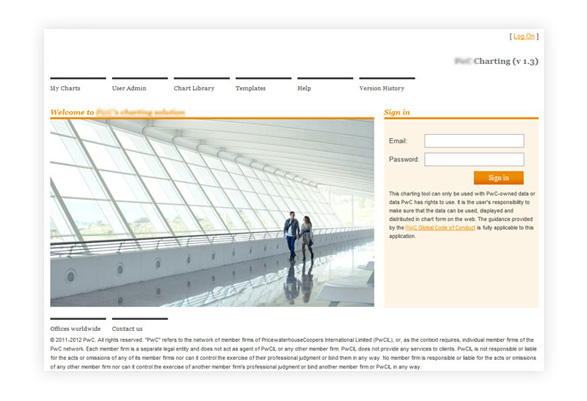 [ Log On ]
Charting (v 1.3)
My Charts User Admin Chart Library Templates Help Version History
Welcome to
Sign in
Email:
Password:
Sign in
This charting tool can only be used with PwC-owned data or
data PwC has rights to use. It is the user's responsibility to
make sure that the data can be used, displayed and
distributed in chart form on the web. The guidance provided
by the PwC Global Code of Conduct is fully applicable to this
application.
Offices worldwide Contact us
© 2011-2012 PwC. All rights reserved. "PwC" refers to the network of member firms of PricewaterhouseCoopers International Limited (PwCIL), or, as the context requires, individual member firms of the
PwC network. Each member firm is a separate legal entity and does not act as agent of PwCIL or any other member firm. PwCIL does not provide any services to clients. PwCIL is not responsible or liable
for the acts or omissions of any of its member firms nor can it control the exercise of their professional judgment or bind them in any way. No member firm is responsible or liable for the acts or omissions
of any other member firm nor can it control the exercise of another member firm's professional judgment or bind another member firm or PwCIL in any way.